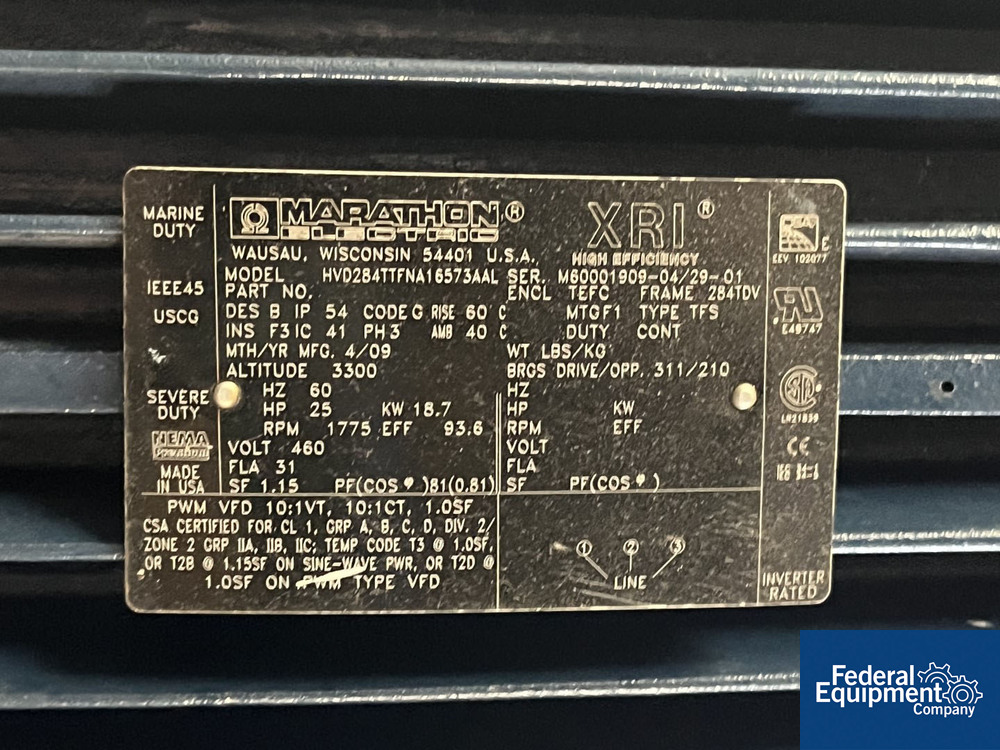 MARINE
DUTY
IEEE45
USCG
SEVERE
DUTY
NEMA
Premium
MADE
IN USA
MARATHON®
ELECTRIC
WAUSAU, WISCONSIN 54401 U.S.A.
XRI®
HIGH EFFICIENCY
MODEL HVD284TTFNA16573AAL SER. M60001909-04/29-01
PART NO. ENCL TEFC FRAME 284TDV
DES B IP 54 CODE G RISE 60 C MTGF1 TYPE TFS
INS F3 IC 41 PH 3 AMB 40 C DUTY CONT
MTH/YR MFG. 4/09 WT LBS/KG
ALTITUDE 3300 BRGS DRIVE/OPP. 311/210
HZ 60 HZ
HP 25 KW 18.7 HP KW
RPM 1775 EFF 93.6 RPM EFF
VOLT 460 VOLT
FLA 31 FLA
SF 1.15 PF(COS φ )81(0.81) SF PF(COS φ )
PWM VFD 10:1VT, 10:1CT, 1.0SF
CSA CERTIFIED FOR CL 1, GRP A, B, C, D, DIV. 2/
ZONE 2 GRP IIA, IIB, IIC; TEMP CODE T3 @ 1.0SF,
OR T2B @ 1.15SF ON SINE-WAVE PWR, OR T2D @
1.0SF ON PWM TYPE VFD
1 2 3
LINE
E
EEV 102077
E49747
LR21839
CE
INVERTER
RATED
Federal
Equipment
Company